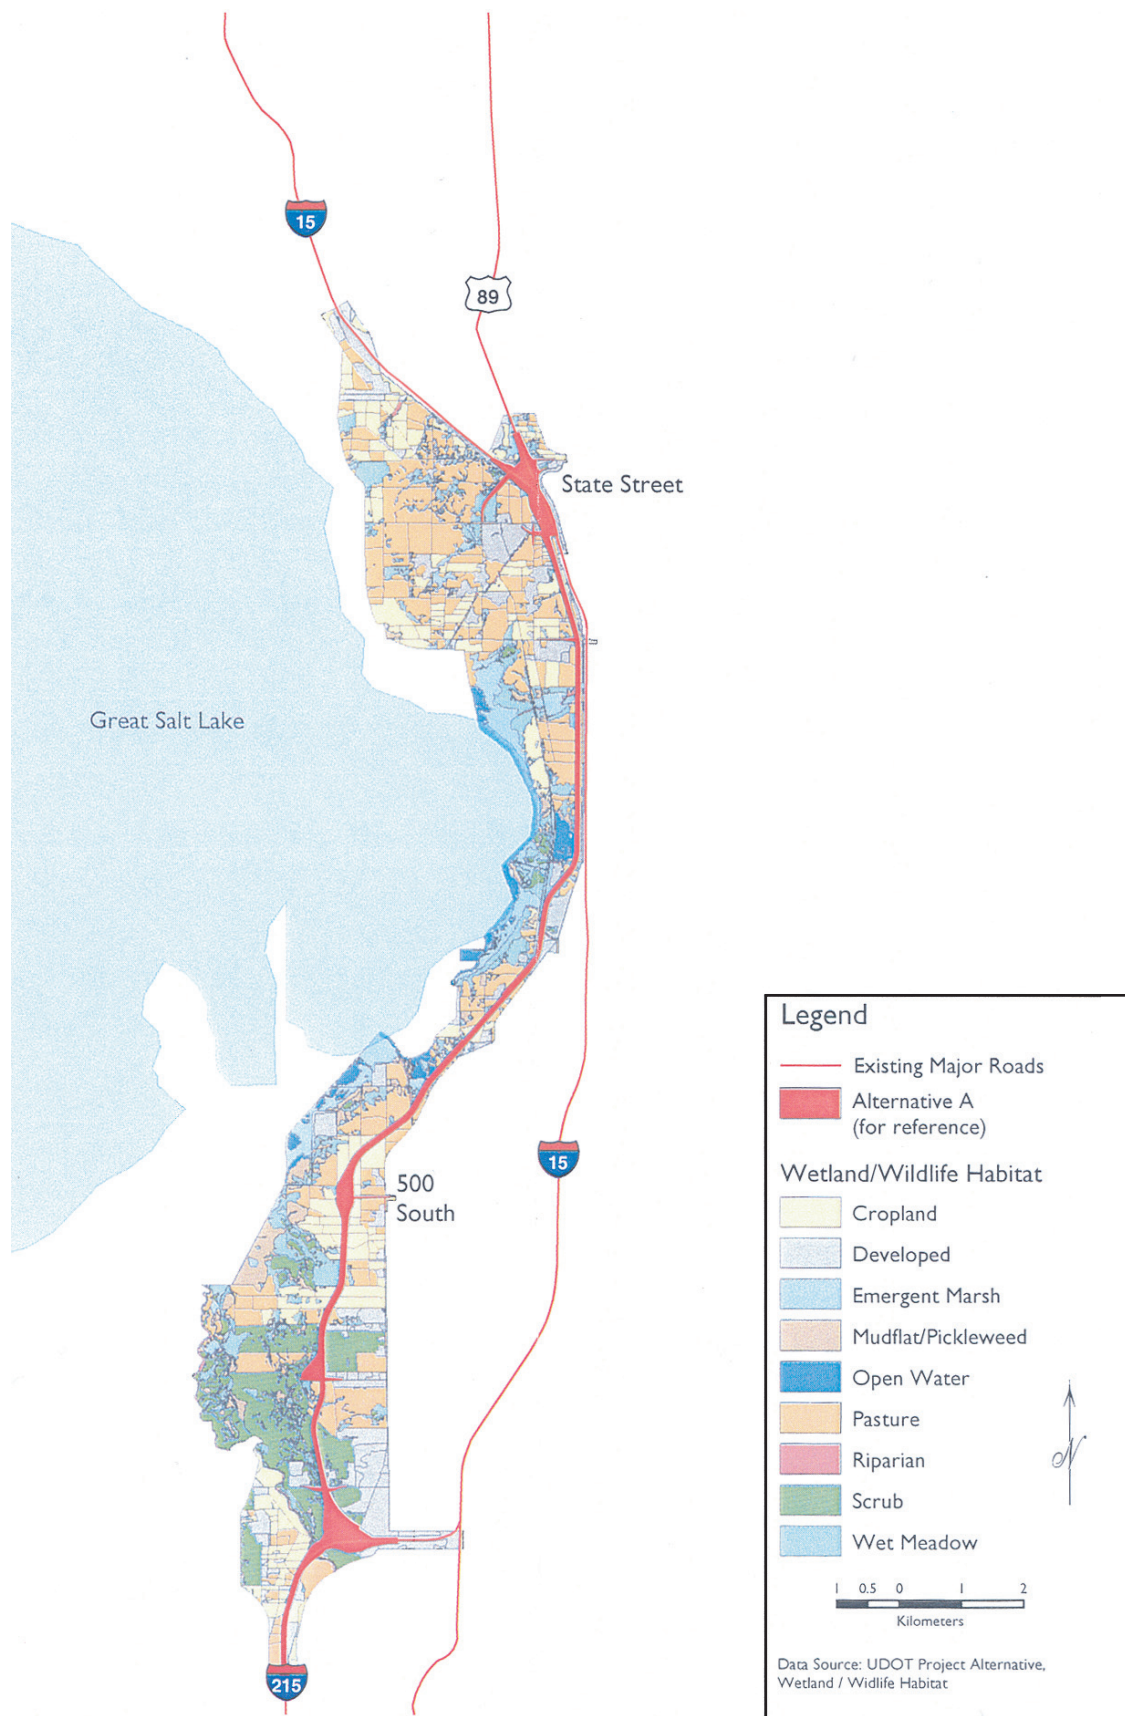 15
89
State Street
Great Salt Lake
15
500
South
215
Legend
Existing Major Roads
Alternative A
(for reference)
Wetland/Wildlife Habitat
Cropland
Developed
Emergent Marsh
Mudflat/Pickleweed
Open Water
Pasture
Riparian
Scrub
Wet Meadow
N
1 0.5 0 1 2
Kilometers
Data Source: UDOT Project Alternative,
Wetland / Widlife Habitat